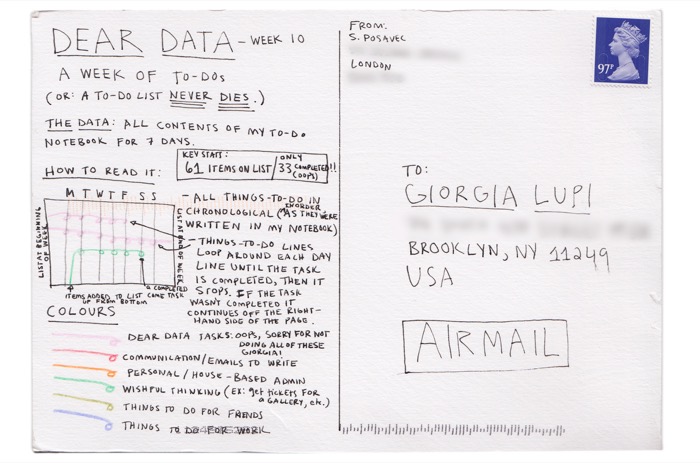 DEAR DATA - WEEK 10
A WEEK OF TO-DOs
(OR: A TO-DO LIST NEVER DIES.)
THE DATA: ALL CONTENTS OF MY TO-DO
NOTEBOOK FOR 7 DAYS.
HOW TO READ IT:
KEY STATS:
61 ITEMS ON LIST / ONLY 33 COMPLETED!! (OOPS)
M T W T F S S
LIST AT BEGINNING OF WEEK
LIST AT END OF WEEK
ITEMS ADDED TO LIST CAME UP FROM BOTTOM
A COMPLETED TASK
- ALL THINGS-TO-DO IN
CHRONOLOGICAL ORDER (AS THEY WERE
WRITTEN IN MY NOTEBOOK)
- THINGS-TO-DO LINES
LOOP AROUND EACH DAY
LINE UNTIL THE TASK
IS COMPLETED, THEN IT
STOPS. IF THE TASK
WASN'T COMPLETED IT
CONTINUES OFF THE RIGHT-
HAND SIDE OF THE PAGE.
COLOURS
DEAR DATA TASKS: OOPS, SORRY FOR NOT
DOING ALL OF THESE
GIORGIA!
COMMUNICATION/EMAILS TO WRITE
PERSONAL/HOUSE-BASED ADMIN
WISHFUL THINKING (EX: get TICKETS FOR
A GALLERY, etc.)
THINGS TO DO FOR FRIENDS
THINGS TO DO FOR WORK
FROM:
S. POSAVEC
LONDON
97P
TO:
GIORGIA LUPI
BROOKLYN, NY 11249
USA
AIRMAIL